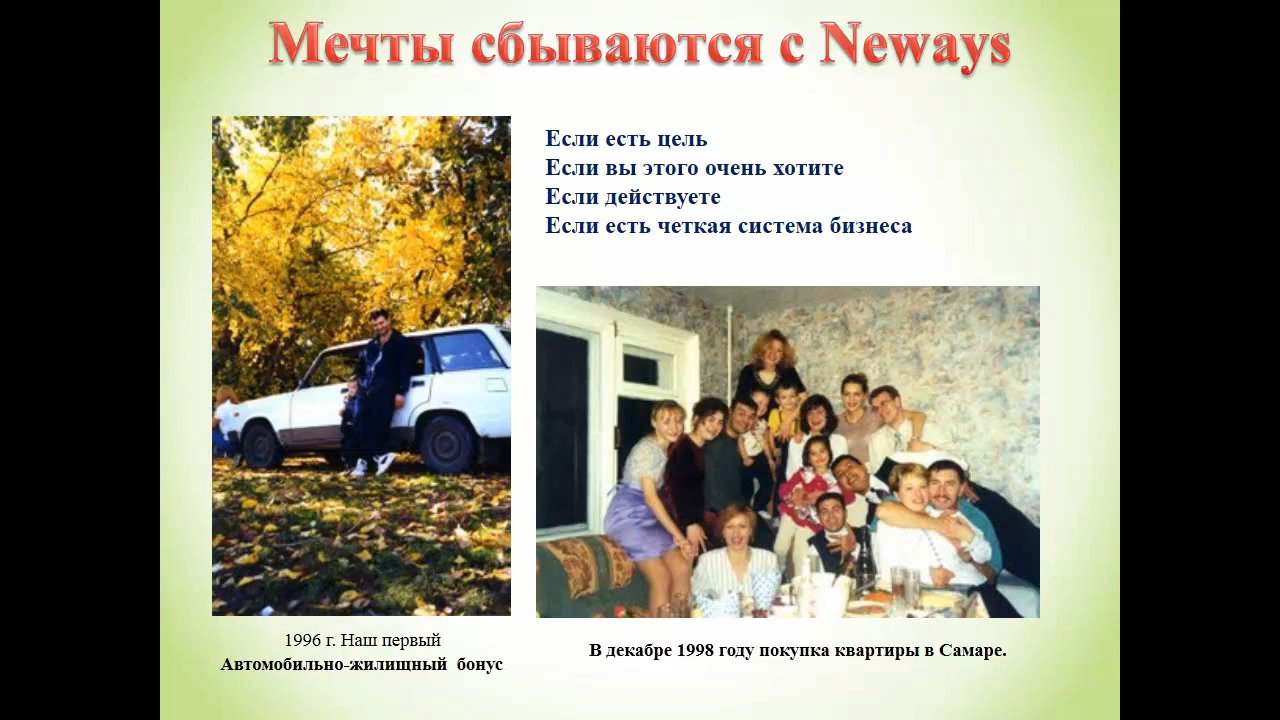 Мечты сбываются с Neways
Если есть цель
Если вы этого очень хотите
Если действуете
Если есть четкая система бизнеса
1996 г. Наш первый
Автомобильно-жилищный бонус
В декабре 1998 году покупка квартиры в Самаре.